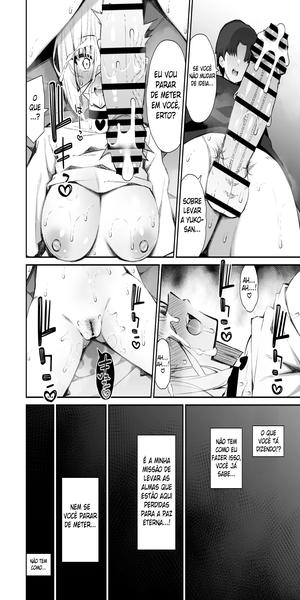 SE VOCÊ
NÃO MUDAR
DE IDEIA...
EU VOU
PARAR DE METER
EM VOCÊ,
ERTO?
O
QUE
...?
SOBRE
LEVAR
A YUKO-
SAN...
AH...
AH...!
AH...
AH...!
O QUE
VOCÊ TÁ
DIZENDO!?
NÃO TEM
COMO EU
FAZER ISSO,
VOCÊ JÁ
SABE...
É A MINHA
MISSÃO DE
LEVAR AS
ALMAS QUE
ESTÃO AQUI
PERDIDAS
PARA A PAZ
ETERNA...!
NEM SE
VOCÊ PARAR
DE METER...
NÃO TEM
COMO...